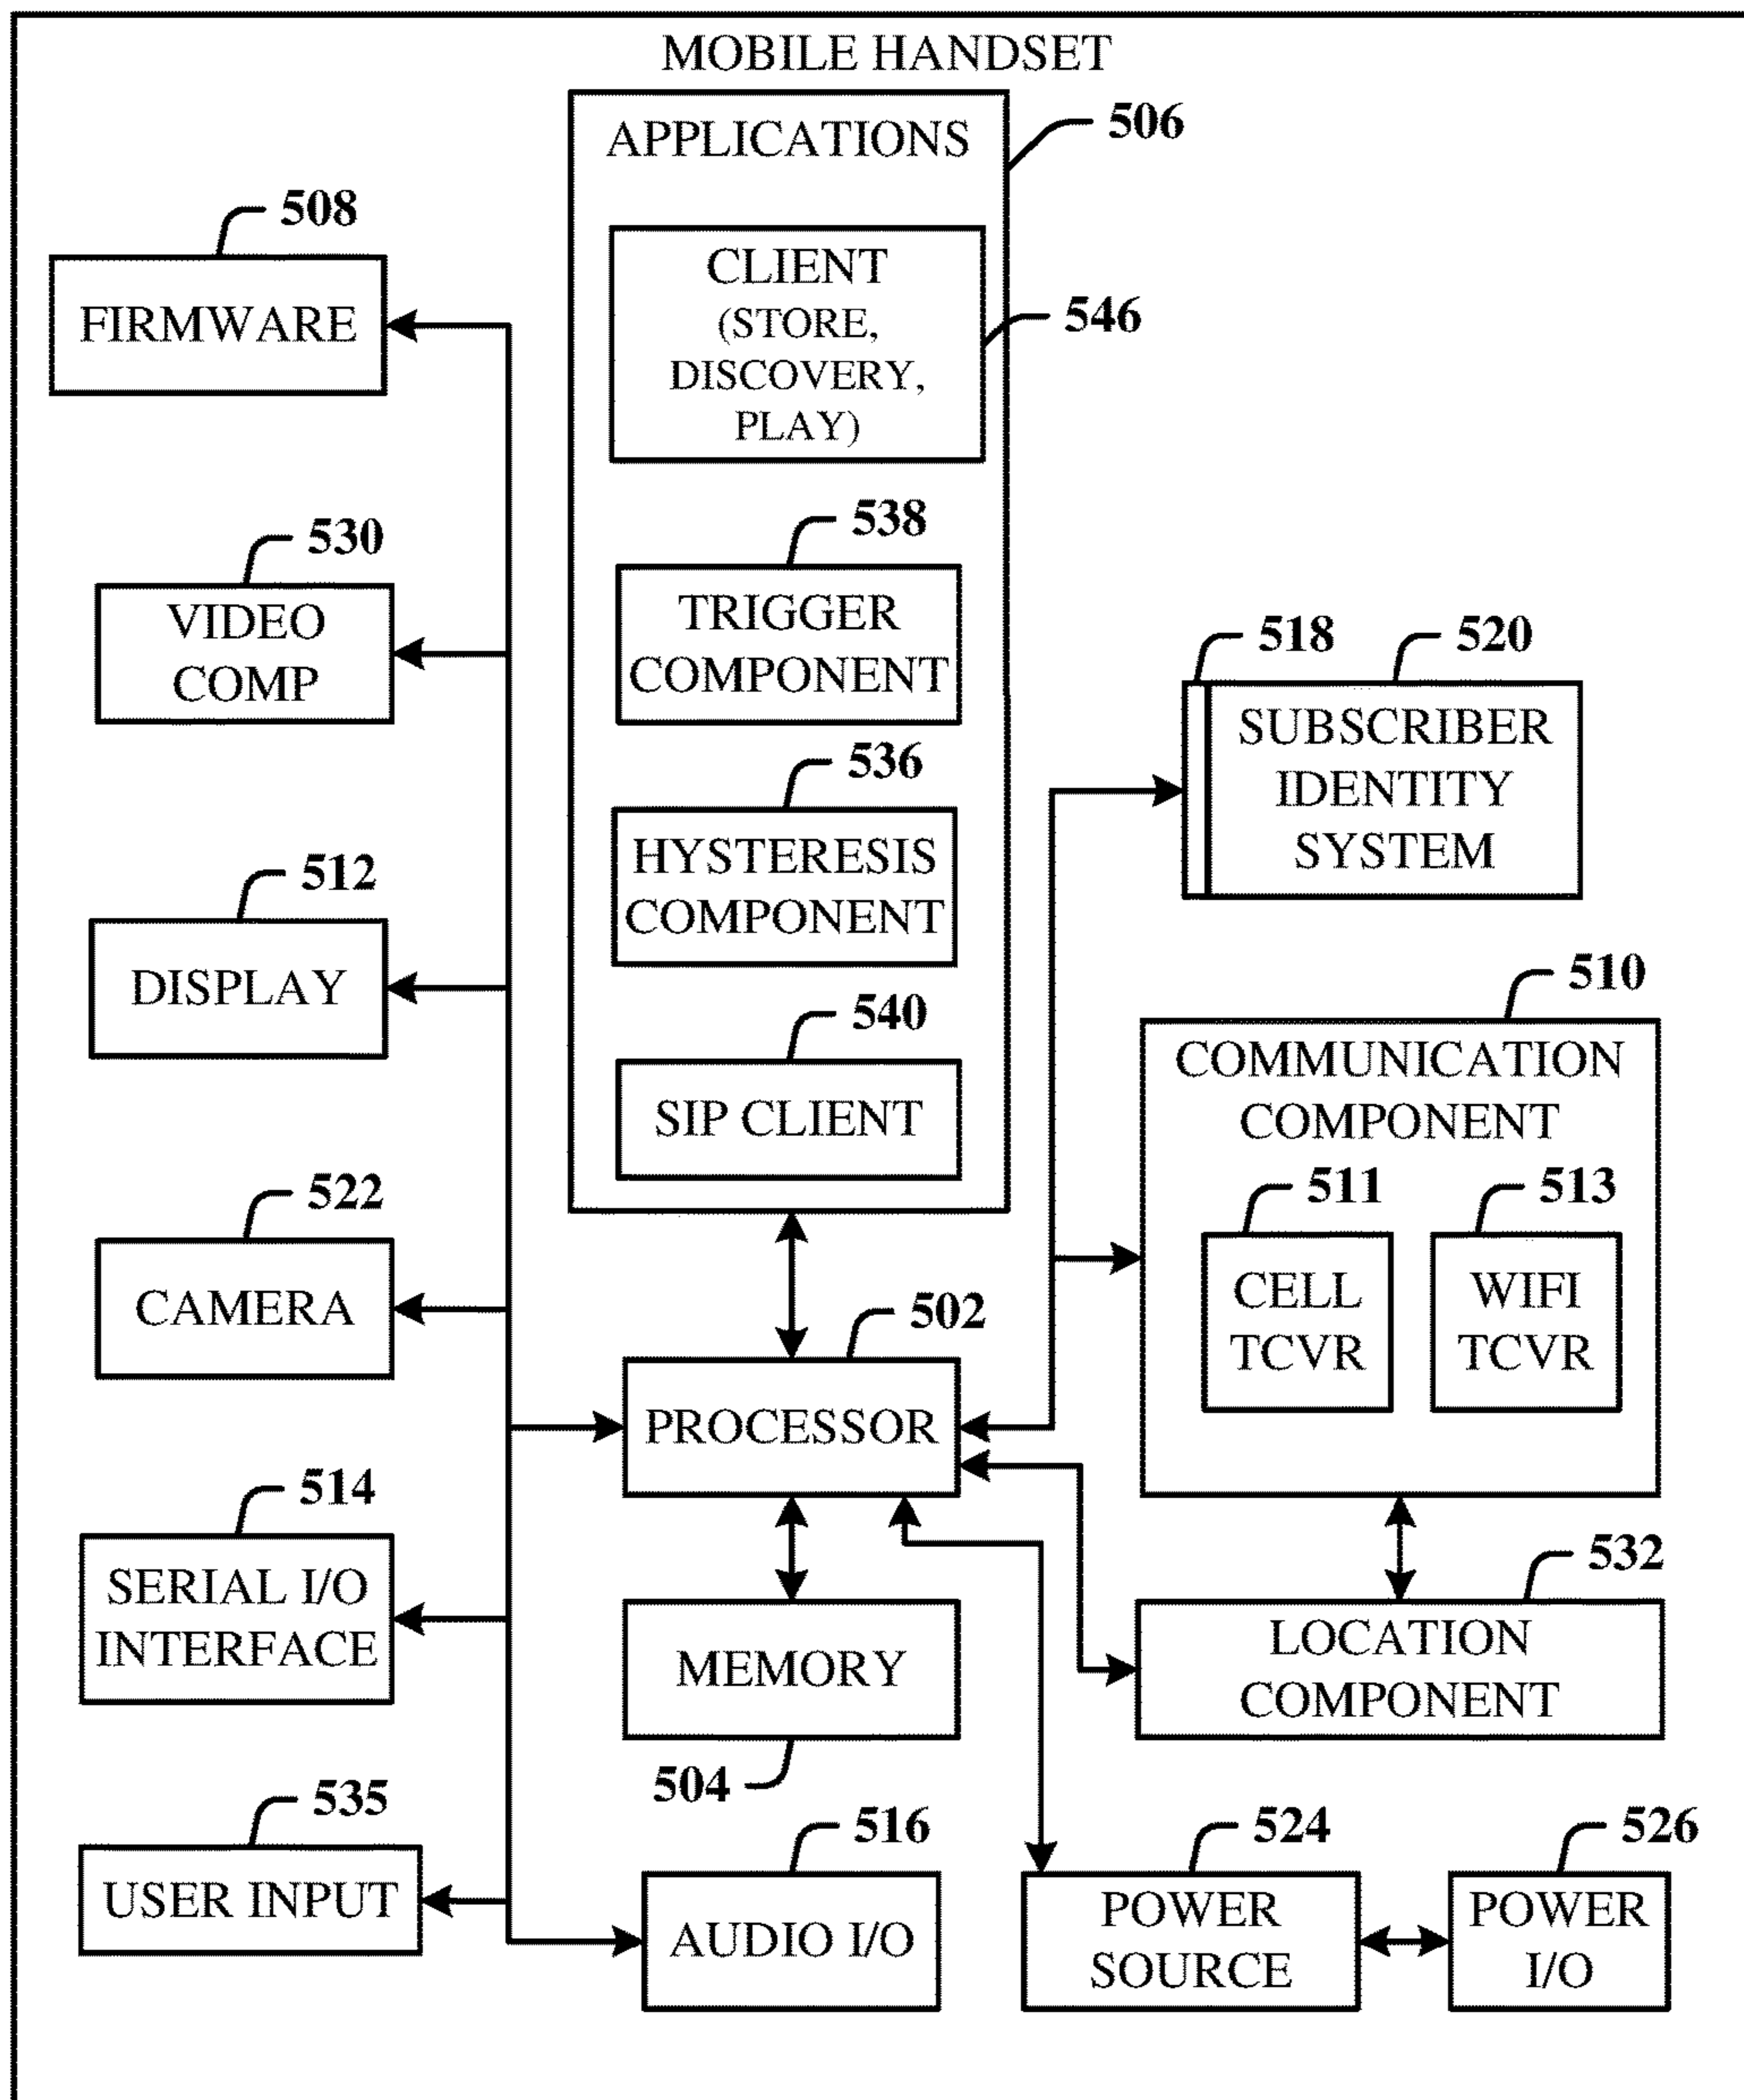 MOBILE HANDSET
APPLICATIONS
506
508
FIRMWARE
CLIENT
(STORE,
DISCOVERY,
PLAY)
546
530
VIDEO
COMP
538
TRIGGER
COMPONENT
518
520
SUBSCRIBER
IDENTITY
SYSTEM
536
HYSTERESIS
COMPONENT
512
DISPLAY
540
SIP CLIENT
510
COMMUNICATION
COMPONENT
511
CELL
TCVR
513
WIFI
TCVR
522
CAMERA
502
PROCESSOR
514
SERIAL I/O
INTERFACE
MEMORY
504
532
LOCATION
COMPONENT
535
USER INPUT
516
AUDIO I/O
524
POWER
SOURCE
526
POWER
I/O